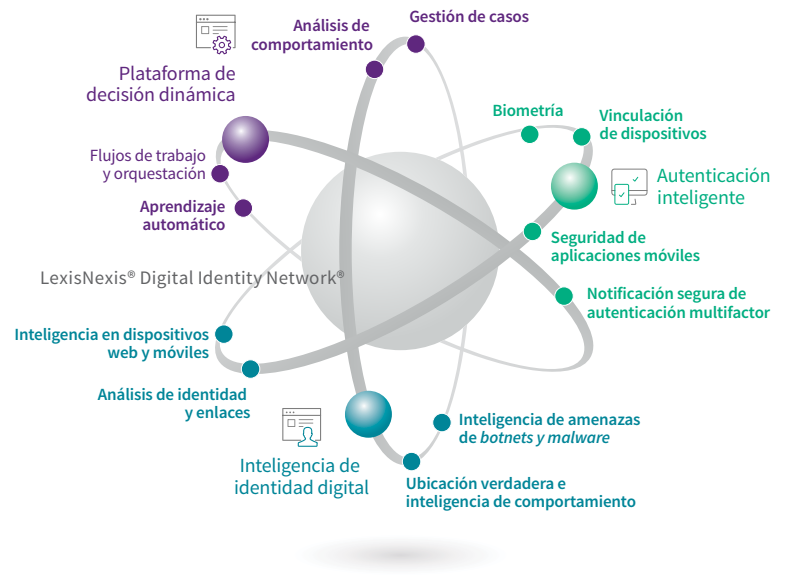 Gestión de casos
Análisis de
comportamiento
Plataforma de
decisión dinámica
Flujos de trabajo
y orquestación
Aprendizaje
automático
Biometría
Vinculación
de dispositivos
Autenticación
inteligente
Seguridad de
aplicaciones móviles
Notificación segura de
autenticación multifactor
LexisNexis® Digital Identity Network®
Inteligencia en dispositivos
web y móviles
Análisis de identidad
y enlaces
Inteligencia de
identidad digital
Inteligencia de amenazas
de botnets y malware
Ubicación verdadera e
inteligencia de comportamiento